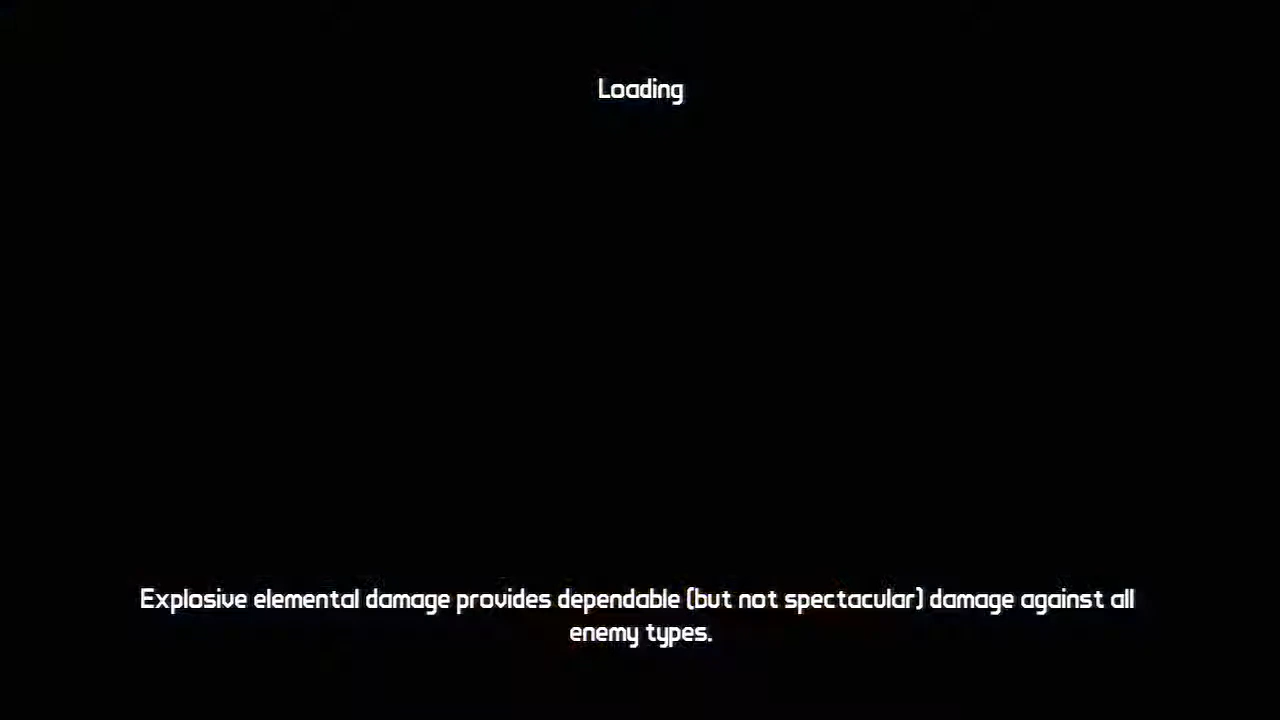 Loading
Explosive elemental damage provides dependable (but not spectacular) damage against all
enemy types.